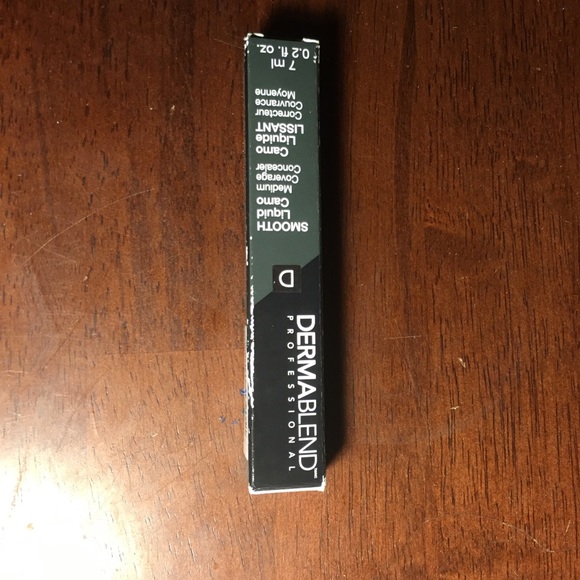 DERMABLEND™
PROFESSIONAL
D
SMOOTH
Liquid
Camo
Medium
Coverage
Concealer
Camo
Liquide
LISSANT
Correcteur
Couvrance
Moyenne
7 ml
0.2 fl. oz.